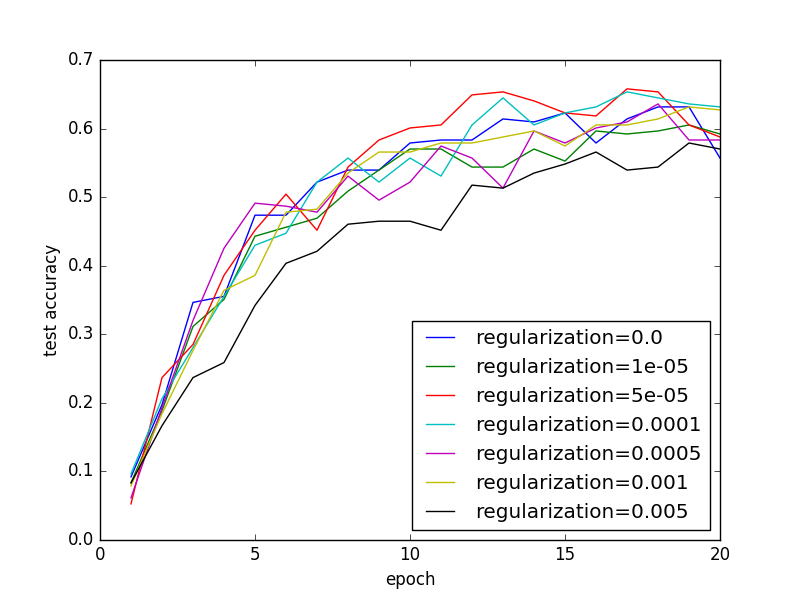 0.7
0.6
0.5
0.4
0.3
0.2
0.1
0.0
test accuracy
regularization=0.0
regularization=1e-05
regularization=5e-05
regularization=0.0001
regularization=0.0005
regularization=0.001
regularization=0.005
0 5 10 15 20
epoch